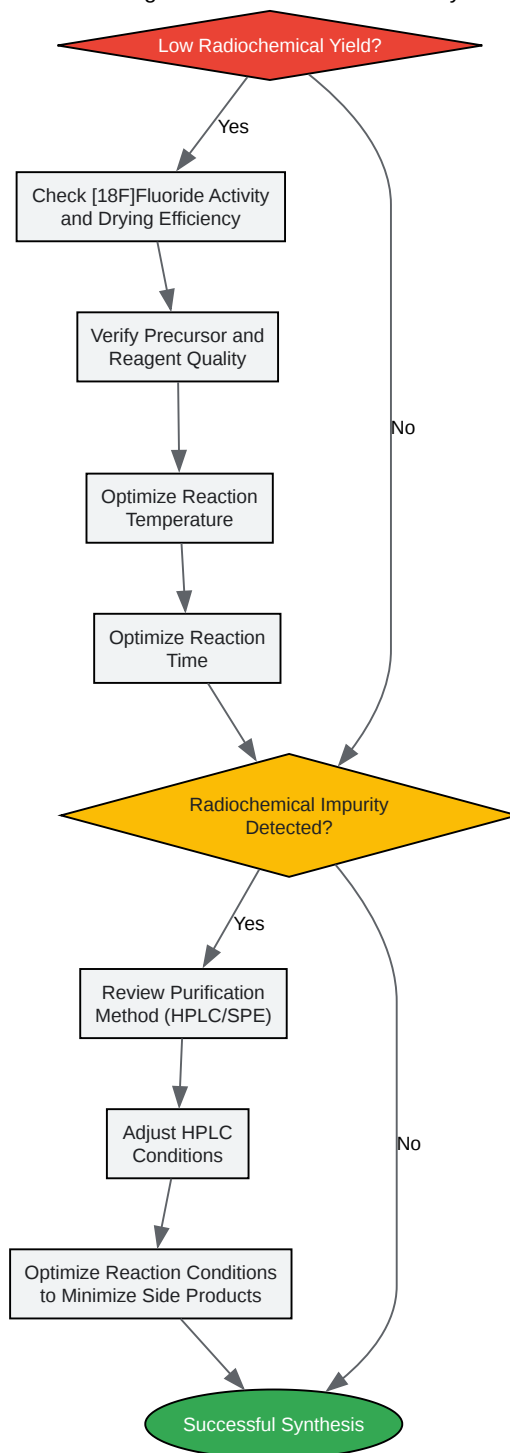 Low Radiochemical Yield?
Yes
Check [18F]Fluoride Activity
and Drying Efficiency
Verify Precursor and
Reagent Quality
No
Optimize Reaction
Temperature
Optimize Reaction
Time
Radiochemical Impurity
Detected?
Yes
Review Purification
Method (HPLC/SPE)
Adjust HPLC
Conditions
No
Optimize Reaction Conditions
to Minimize Side Products
Successful Synthesis